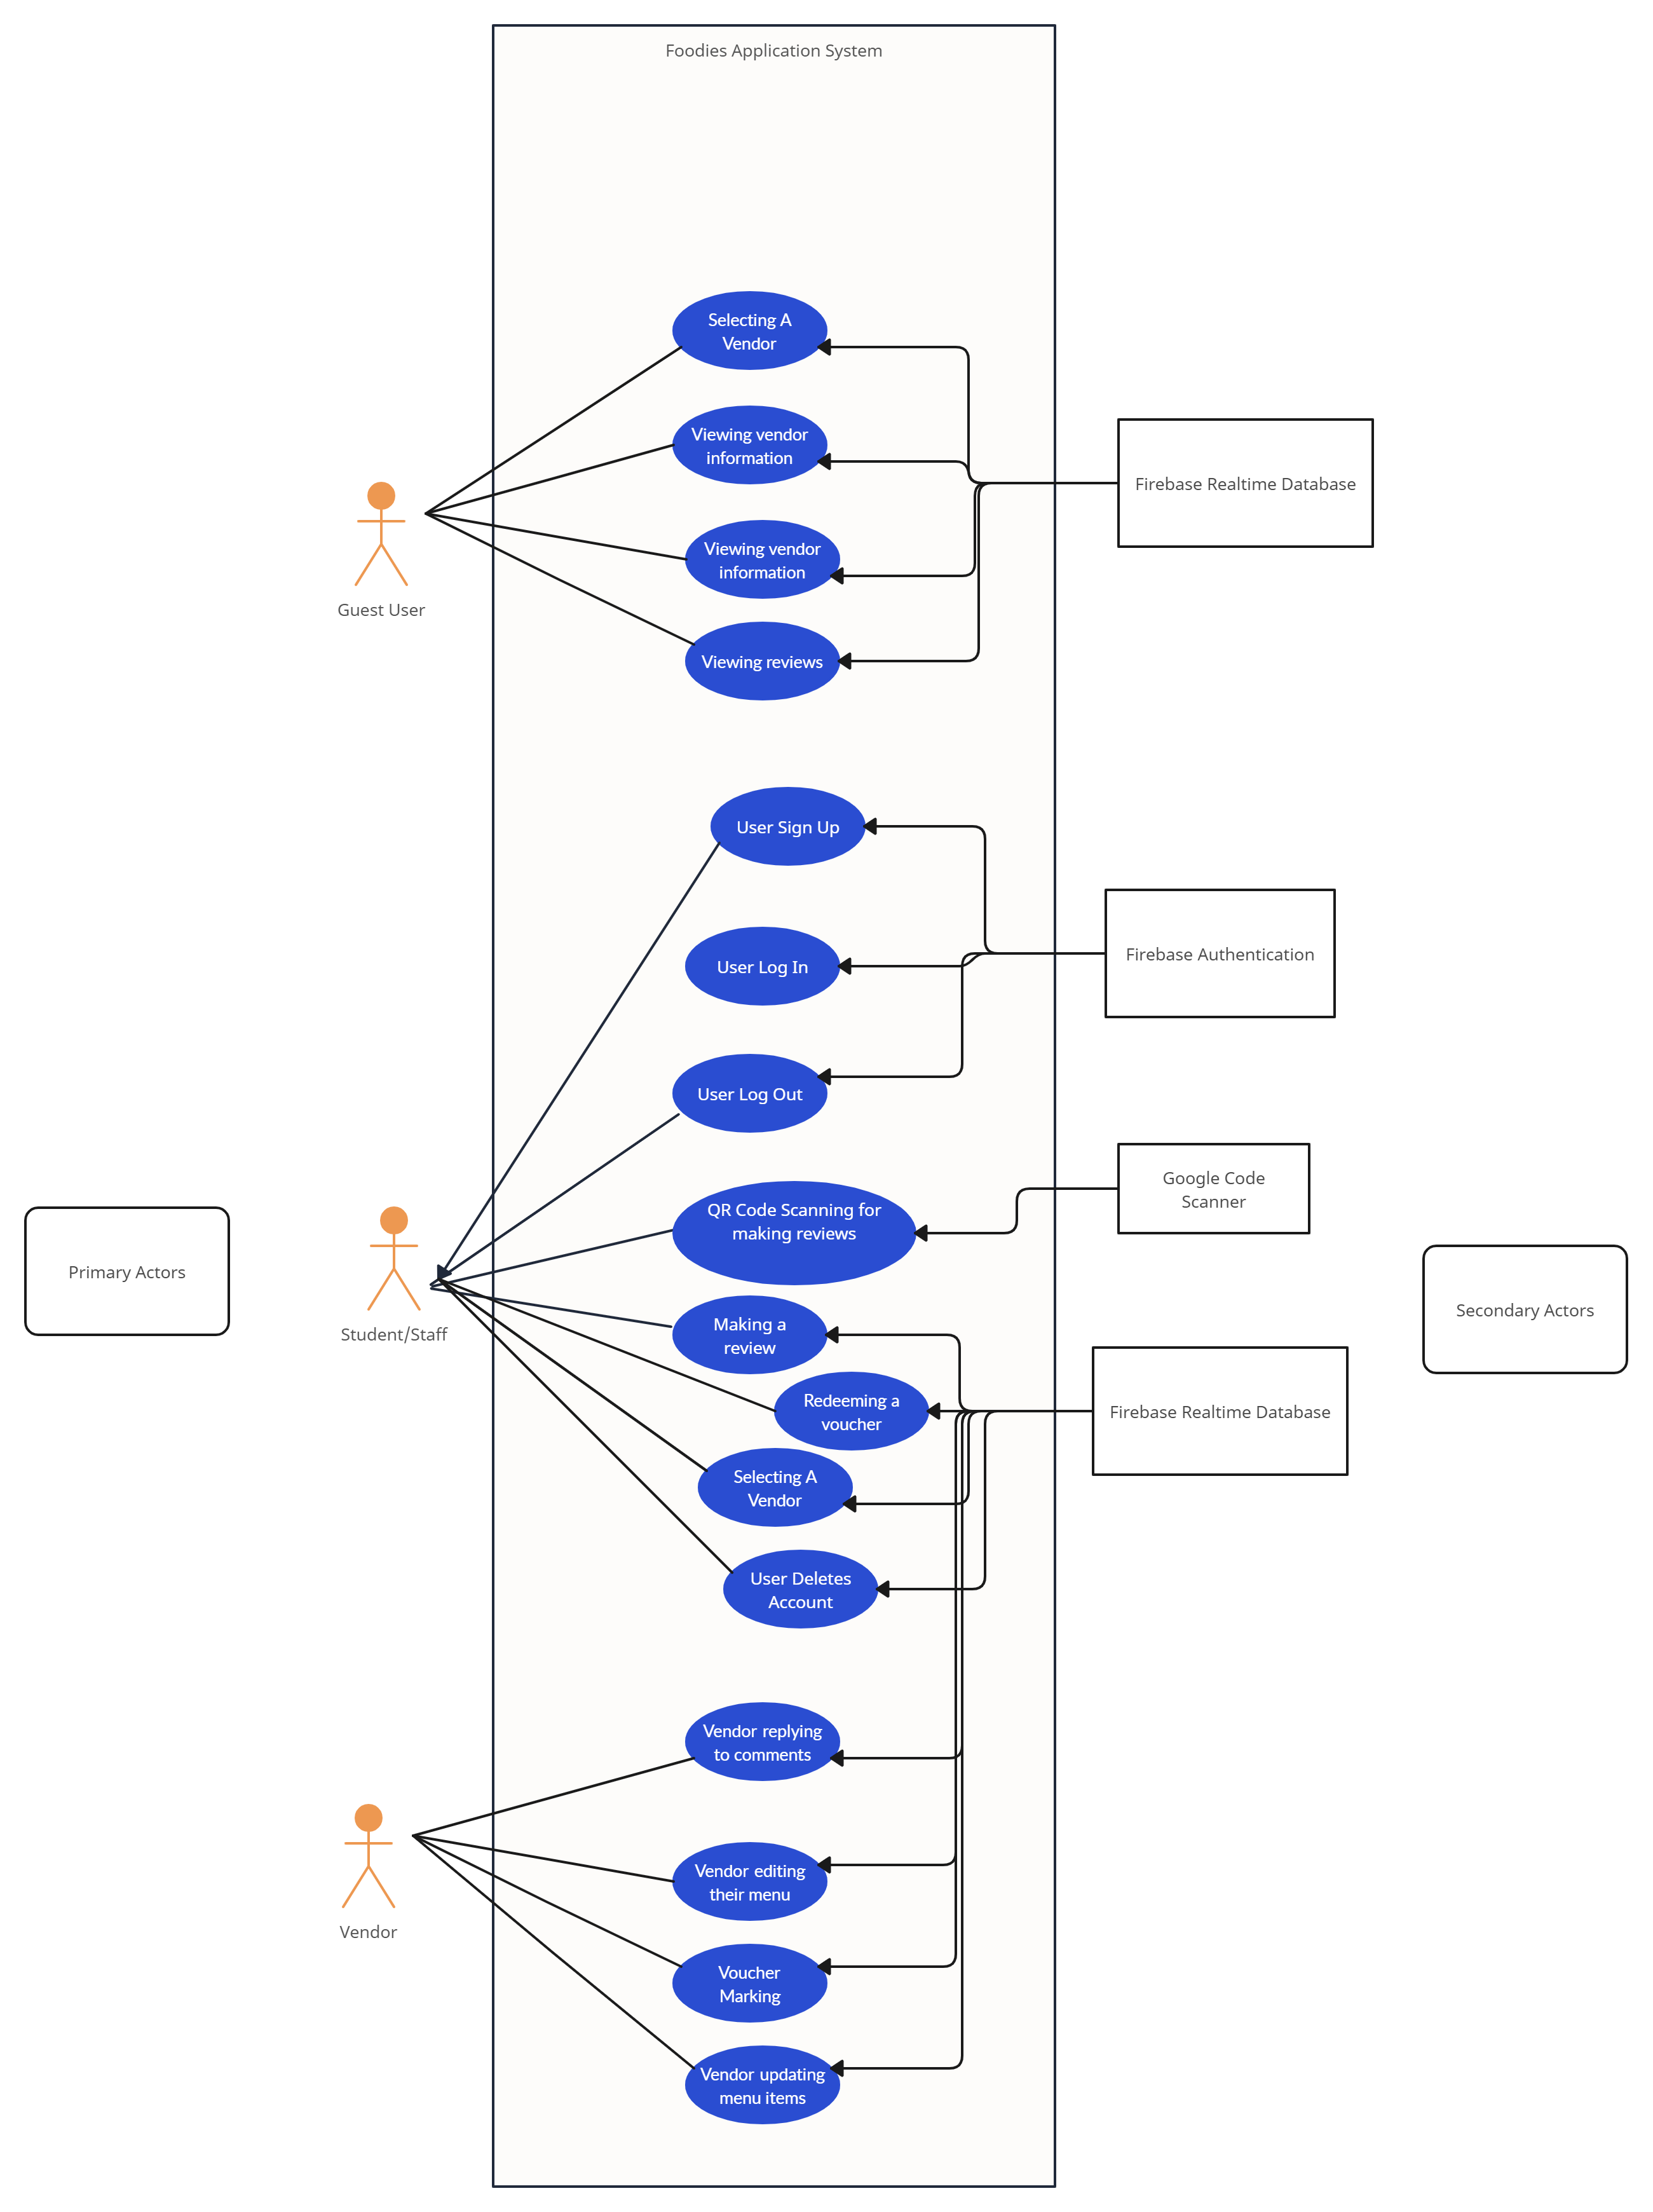 Foodies Application System
Selecting A
Vendor
Viewing vendor
information
Firebase Realtime Database
Viewing vendor
information
Guest User
Viewing reviews
User Sign Up
Firebase Authentication
User Log In
User Log Out
Google Code
Scanner
QR Code Scanning for
making reviews
Primary Actors
Secondary Actors
Student/Staff
Making a
review
Redeeming a
voucher
Firebase Realtime Database
Selecting A
Vendor
User Deletes
Account
Vendor replying
to comments
Vendor editing
their menu
Vendor
Voucher
Marking
Vendor updating
menu items